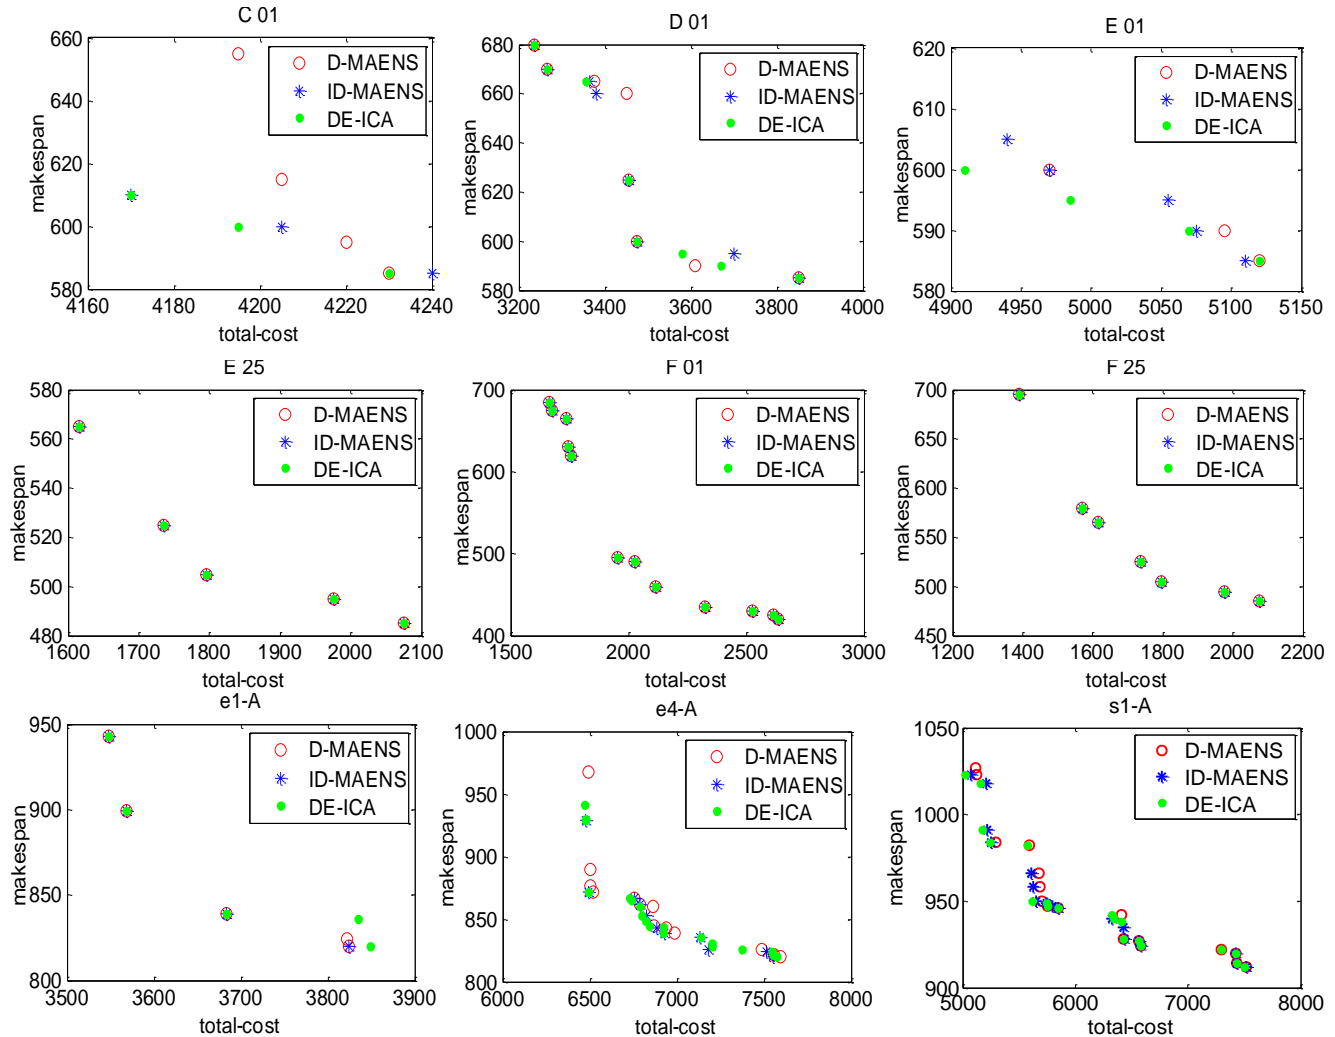 C 01
660
640
620
600
580
4160
4180
4200
4220
4240
makespan
total-cost
D-MAENS
ID-MAENS
DE-ICA
D 01
680
660
640
620
600
580
3200
3400
3600
3800
4000
makespan
total-cost
D-MAENS
ID-MAENS
DE-ICA
E 01
620
610
600
590
580
4900
4950
5000
5050
5100
5150
makespan
total-cost
D-MAENS
ID-MAENS
DE-ICA
E 25
580
560
540
520
500
480
1600
1700
1800
1900
2000
2100
makespan
total-cost
D-MAENS
ID-MAENS
DE-ICA
F 01
700
600
500
400
1500
2000
2500
3000
makespan
total-cost
D-MAENS
ID-MAENS
DE-ICA
F 25
700
650
600
550
500
450
1200
1400
1600
1800
2000
2200
makespan
total-cost
D-MAENS
ID-MAENS
DE-ICA
e1-A
950
900
850
800
3500
3600
3700
3800
3900
makespan
total-cost
D-MAENS
ID-MAENS
DE-ICA
e4-A
1000
950
900
850
800
6000
6500
7000
7500
8000
makespan
total-cost
D-MAENS
ID-MAENS
DE-ICA
s1-A
1050
1000
950
900
5000
6000
7000
8000
makespan
total-cost
D-MAENS
ID-MAENS
DE-ICA